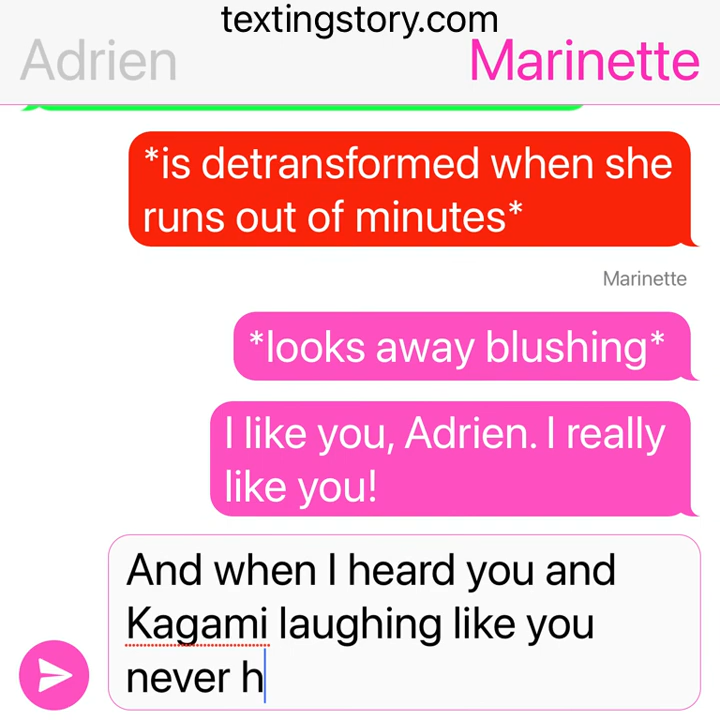 textingstory.com
Adrien
Marinette
*is detransformed when she
runs out of minutes*
Marinette
*looks away blushing*
I like you, Adrien. I really
like you!
And when I heard you and
Kagami laughing like you
never h